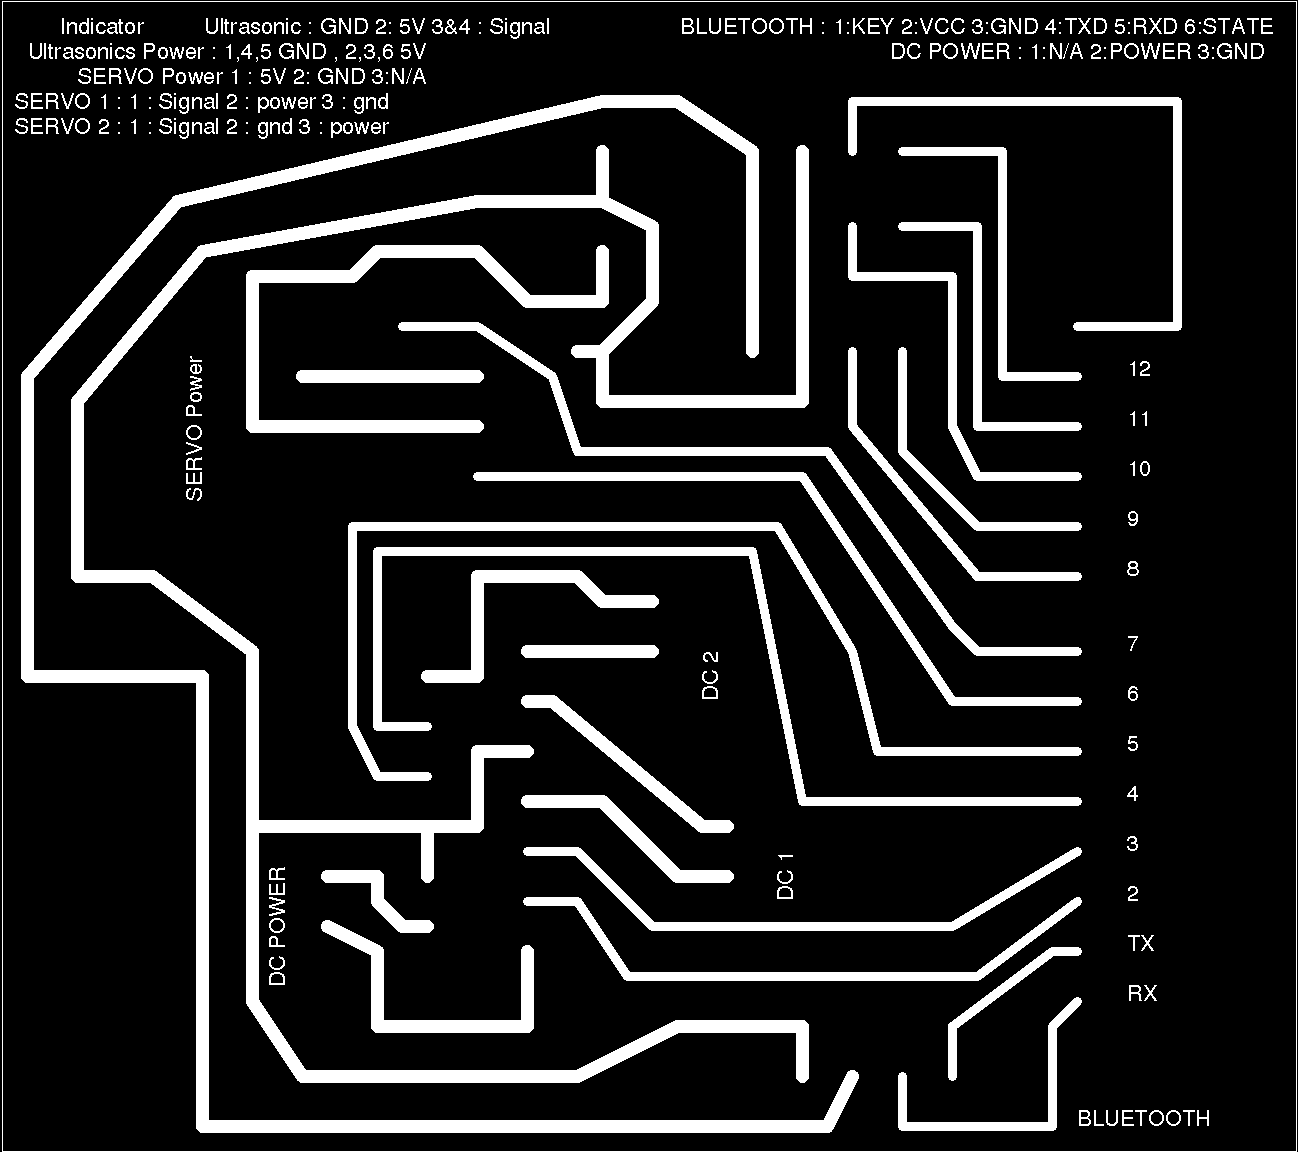 Indicator
Ultrasonic : GND 2: 5V 3&4 : Signal
BLUETOOTH : 1:KEY 2:VCC 3:GND 4:TXD 5:RXD 6:STATE
Ultrasonics Power : 1,4,5 GND , 2,3,6 5V
DC POWER : 1:N/A 2:POWER 3:GND
SERVO Power 1 : 5V 2: GND 3:N/A
SERVO 1 : 1 : Signal 2 : power 3 : gnd
SERVO 2 : 1 : Signal 2 : gnd 3 : power
SERVO Power
12
11
10
9
8
7
6
5
4
3
2
TX
RX
DC 2
DC 1
DC POWER
BLUETOOTH